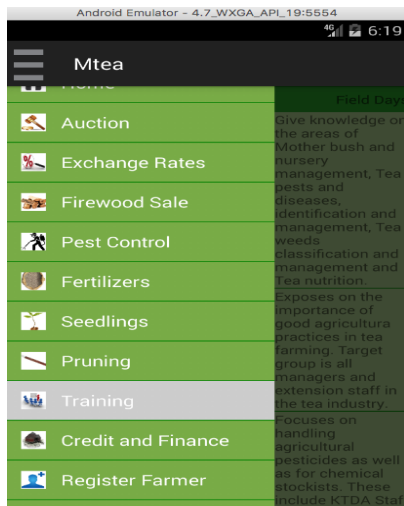 Android Emulator - 4.7_WXGA_API_19:5554
4G 6:19
Mtea
Home
Auction
Exchange Rates
Firewood Sale
Pest Control
Fertilizers
Seedlings
Pruning
Training
Credit and Finance
Register Farmer
Field Days
Give knowledge on
the areas of
Mother bush and
nursery
management, Tea
pests and
diseases,
identification and
management, Tea
weeds
classification and
management and
Tea nutrition.
Exposes on the
importance of
good agricultura
practices in tea
farming. Target
group is all
managers and
extension staff in
the tea industry.
Focuses on
handling
agricultural
pesticides as well
as for chemical
stockists. These
include KTDA Staf